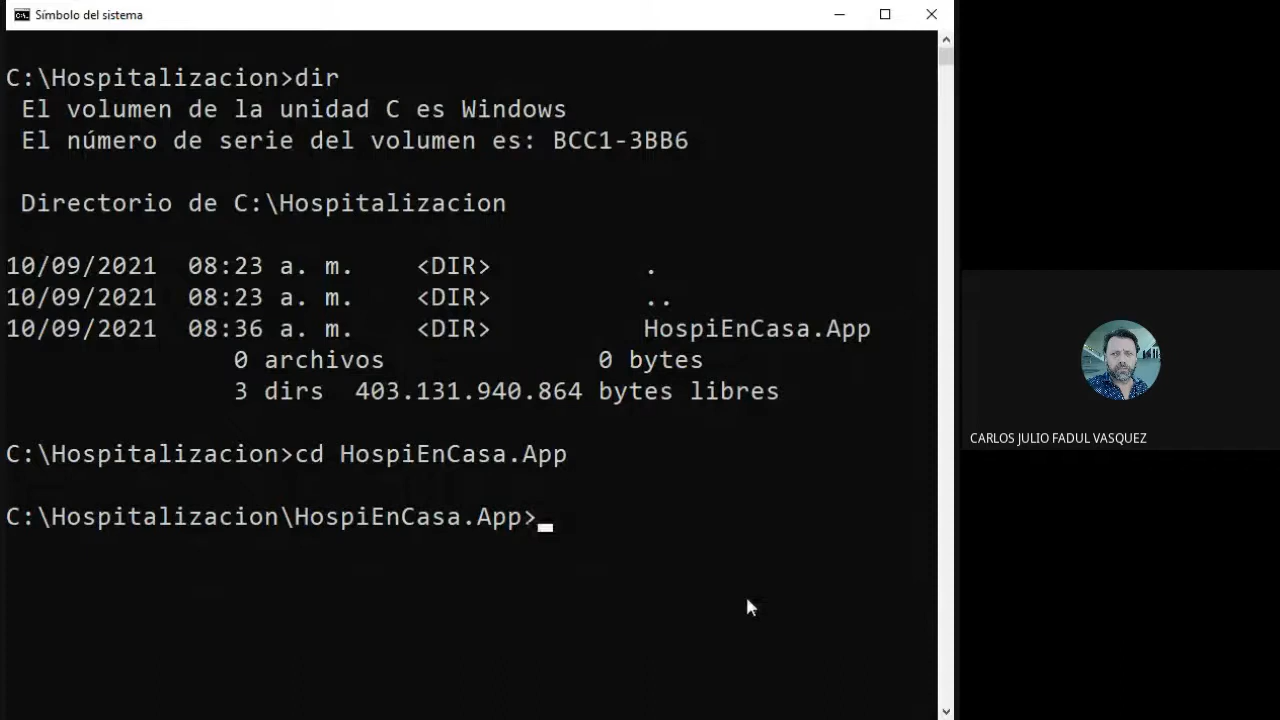 Símbolo del sistema
C:\Hospitalizacion>dir
El volumen de la unidad C es Windows
El número de serie del volumen es: BCC1-3BB6
Directorio de C:\Hospitalizacion
10/09/2021 08:23 a. m. <DIR> .
10/09/2021 08:23 a. m. <DIR> ..
10/09/2021 08:36 a. m. <DIR> HospiEnCasa.App
0 archivos 0 bytes
3 dirs 403.131.940.864 bytes libres
C:\Hospitalizacion>cd HospiEnCasa.App
C:\Hospitalizacion\HospiEnCasa.App>
CARLOS JULIO FADUL VASQUEZ